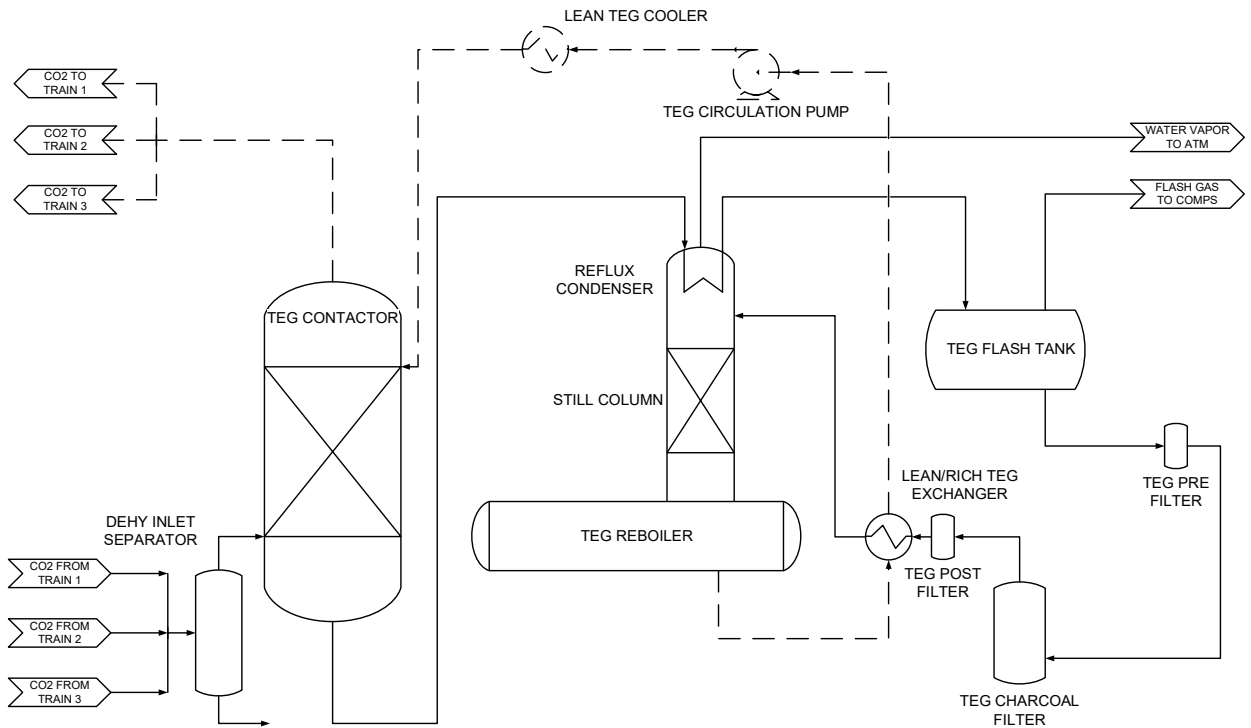 LEAN TEG COOLER
CO2 TO
TRAIN 1
TEG CIRCULATION PUMP
CO2 TO
TRAIN 2
WATER VAPOR
TO ATM
CO2 TO
TRAIN 3
FLASH GAS
TO COMPS
REFLUX
CONDENSER
TEG CONTACTOR
TEG FLASH TANK
STILL COLUMN
LEAN/RICH TEG
EXCHANGER
TEG PRE
FILTER
DEHY INLET
SEPARATOR
TEG REBOILER
CO2 FROM
TRAIN 1
TEG POST
FILTER
CO2 FROM
TRAIN 2
CO2 FROM
TRAIN 3
TEG CHARCOAL
FILTER